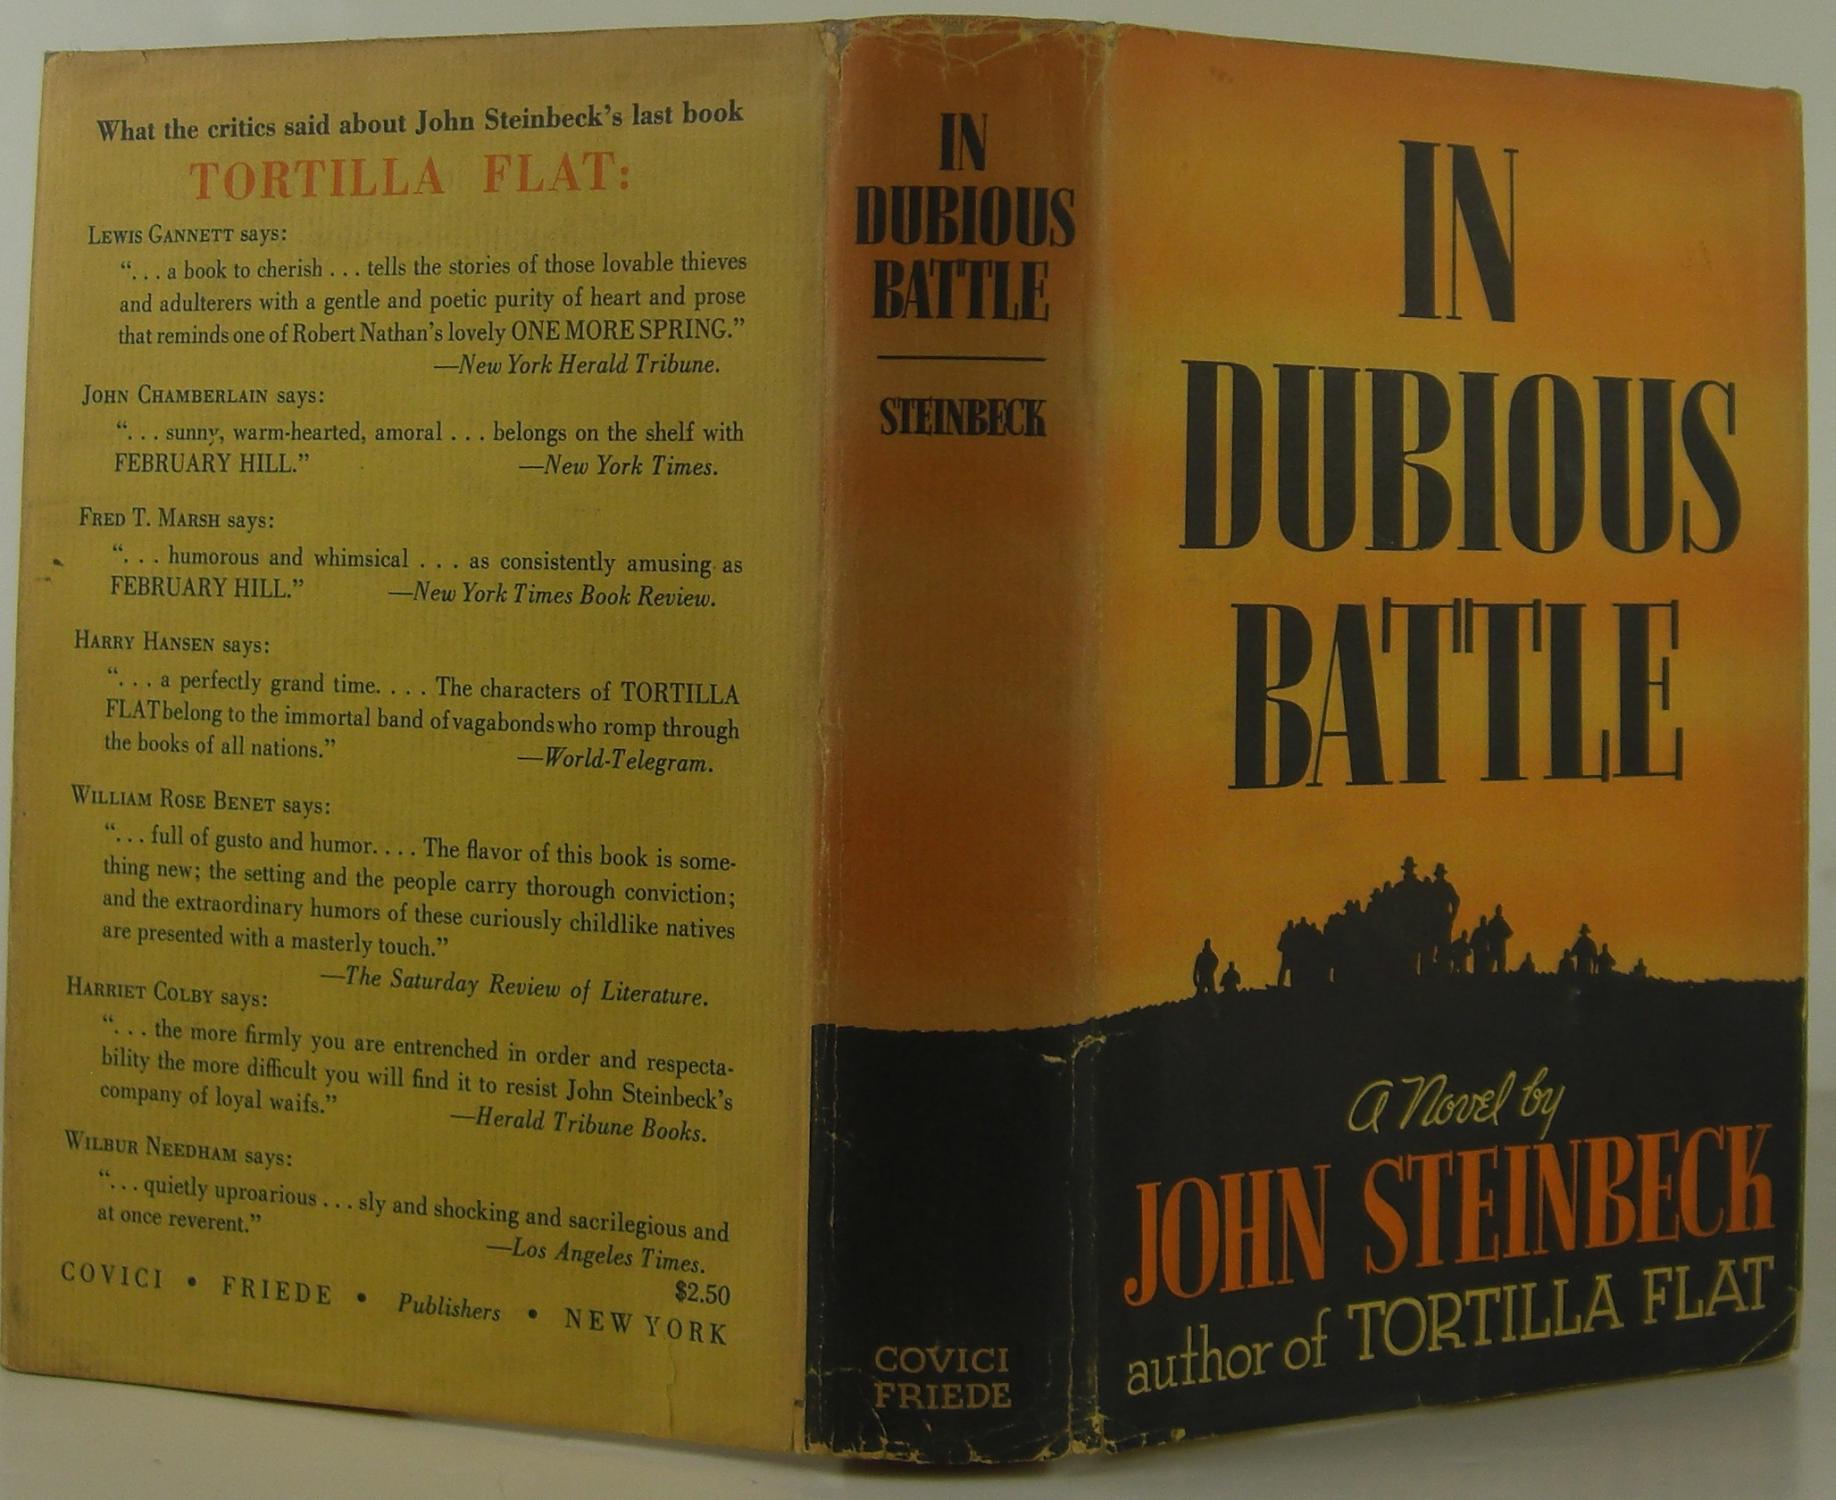 What the critics said about John Steinbeck's last book
TORTILLA FLAT:
LEWIS GANNETT says:
“. . . a book to cherish . . . tells the stories of those lovable thieves
and adulterers with a gentle and poetic purity of heart and prose
that reminds one of Robert Nathan's lovely ONE MORE SPRING.”
—New York Herald Tribune.
JOHN CHAMBERLAIN says:
“. . . sunny, warm-hearted, amoral . . . belongs on the shelf with
FEBRUARY HILL.” —New York Times.
FRED T. MARSH says:
“. . . humorous and whimsical . . . as consistently amusing as
FEBRUARY HILL.” —New York Times Book Review.
HARRY HANSEN says:
“. . . a perfectly grand time. . . . The characters of TORTILLA
FLAT belong to the immortal band of vagabonds who romp through
the books of all nations.” —World-Telegram.
WILLIAM ROSE BENET says:
“. . . full of gusto and humor. . . . The flavor of this book is some-
thing new; the setting and the people carry thorough conviction;
and the extraordinary humors of these curiously childlike natives
are presented with a masterly touch.”
—The Saturday Review of Literature.
HARRIET COLBY says:
“. . . the more firmly you are entrenched in order and respecta-
bility the more difficult you will find it to resist John Steinbeck's
company of loyal waifs.” —Herald Tribune Books.
WILBUR NEEDHAM says:
“. . . quietly uproarious . . . sly and shocking and sacrilegious and
at once reverent.” —Los Angeles Times.
$2.50
COVICI • FRIEDE • Publishers • NEW YORK
IN
DUBIOUS
BATTLE
STEINBECK
COVICI
FRIEDE
IN
DUBIOUS
BATTLE
a Novel by
JOHN STEINBECK
author of TORTILLA FLAT